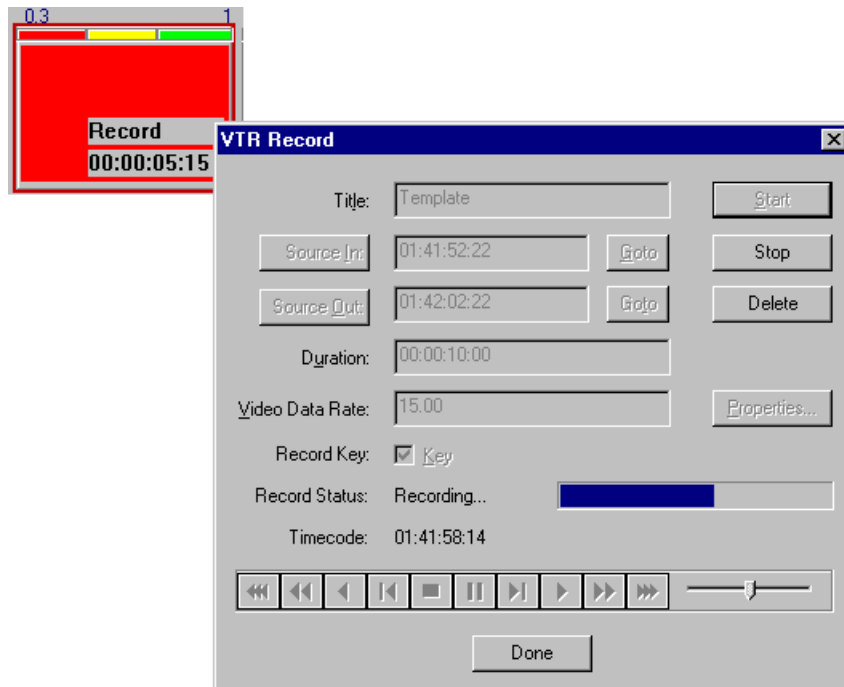 0.3 1
Record
00:00:05:15
VTR Record
Title: Template Start
Source In: 01:41:52:22 Goto Stop
Source Out: 01:42:02:22 Goto Delete
Duration: 00:00:10:00
Video Data Rate: 15.00 Properties...
Record Key: Key
Record Status: Recording...
Timecode: 01:41:58:14
Done